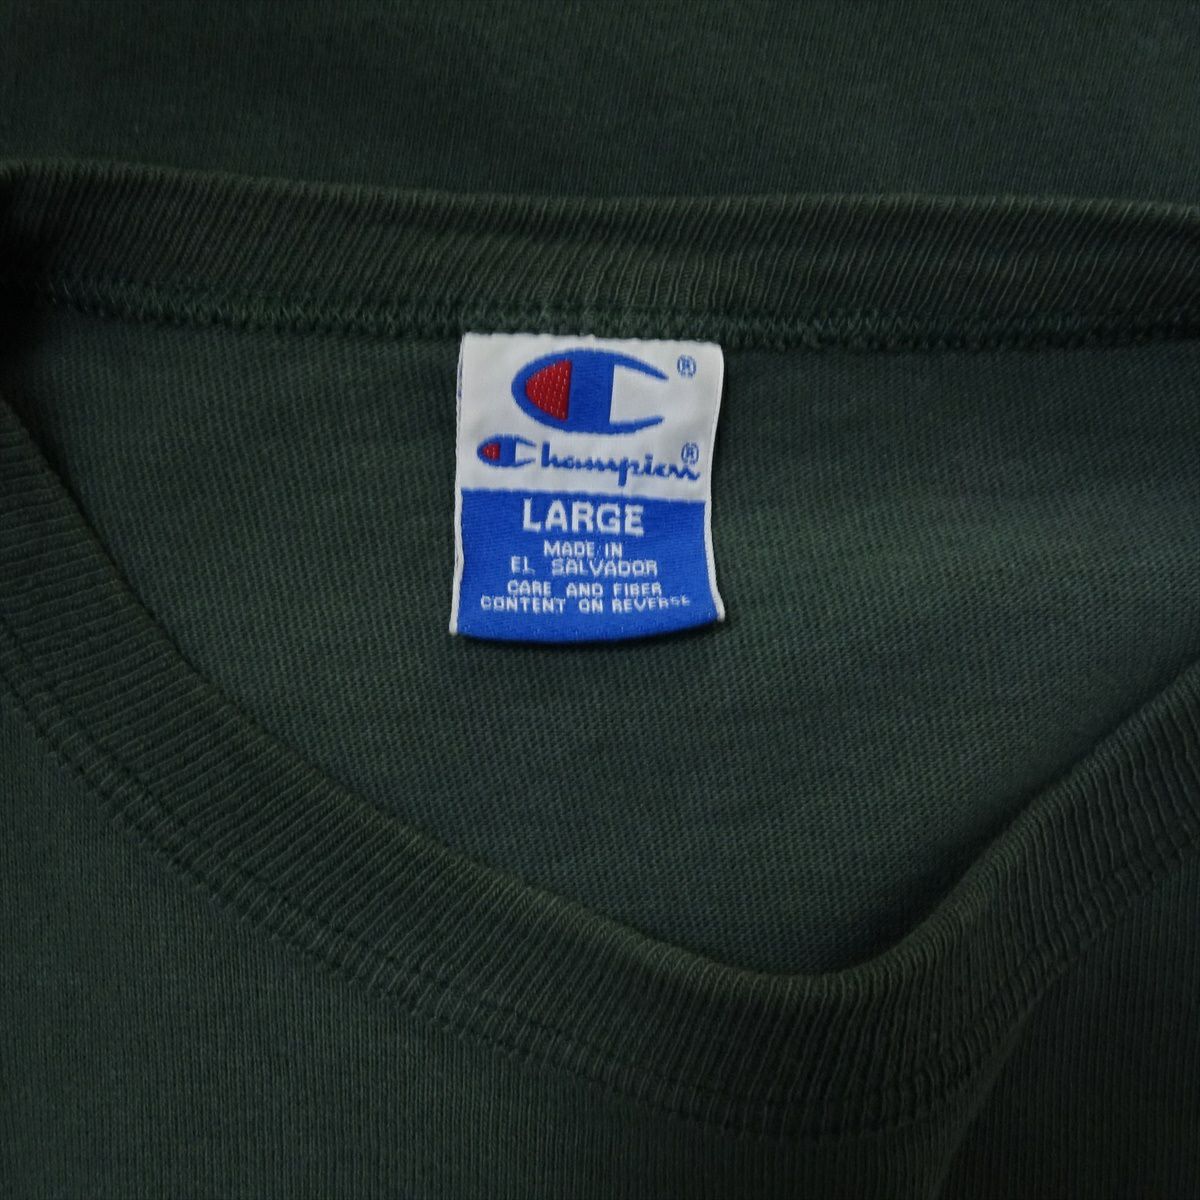 ®
Champion®
LARGE
MADE IN
EL SALVADOR
CARE AND FIBER
CONTENT ON REVERSE